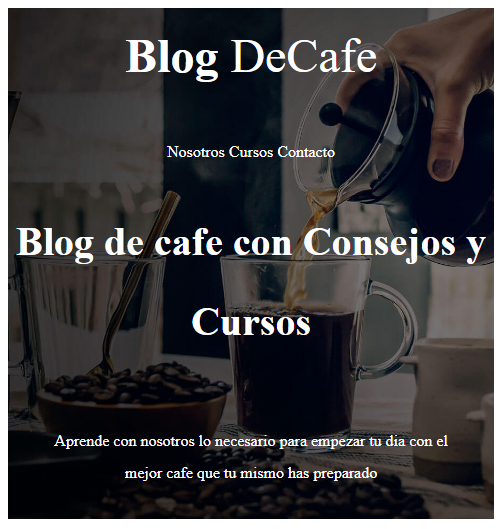 Blog DeCafe
Nosotros Cursos Contacto
Blog de cafe con Consejos y
Cursos
Aprende con nosotros lo necesario para empezar tu dia con el
mejor cafe que tu mismo has preparado